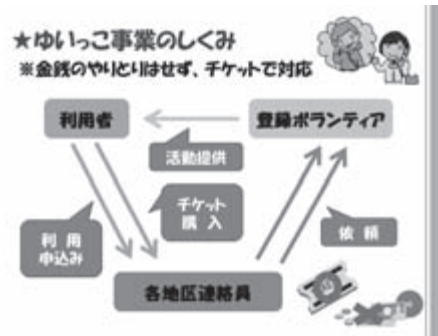 ★ゆいっこ事業のしくみ
※金銭のやりとりはせず、チケットで対応
利用者
登録ボランティア
活動提供
チケット
購入
利用
申込み
依頼
各地区連絡員